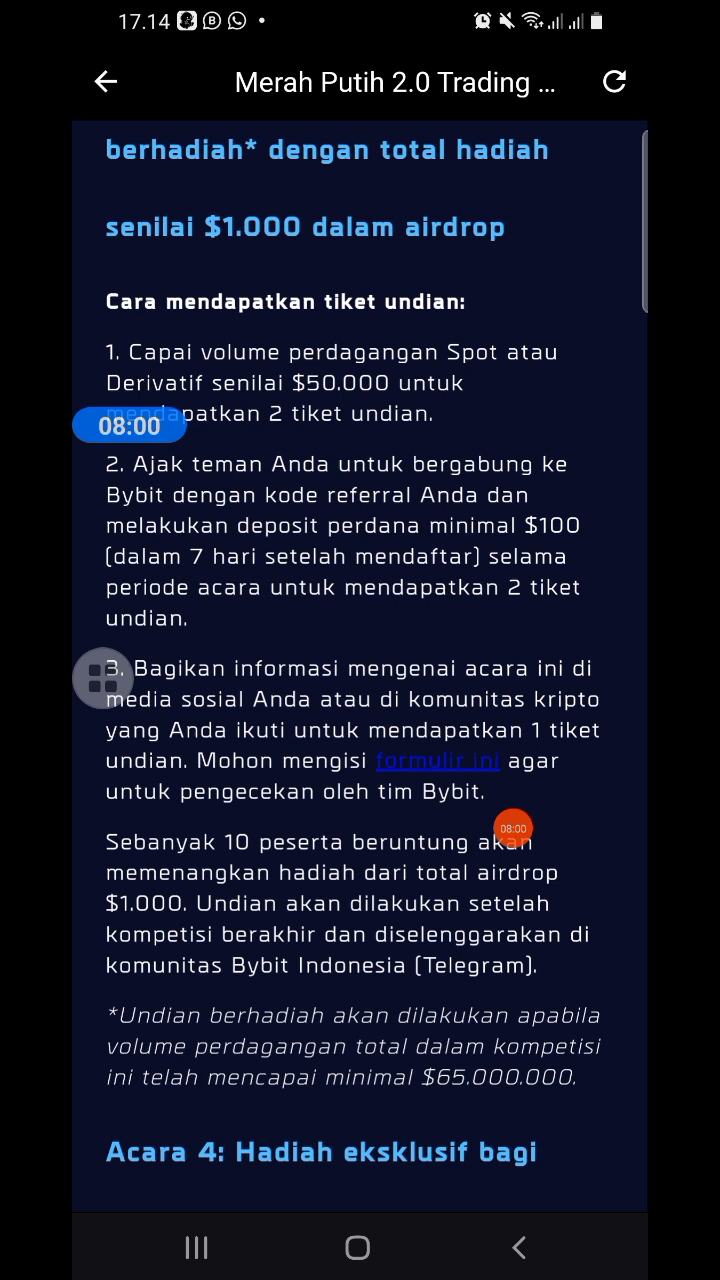 17.14
Merah Putih 2.0 Trading ...
berhadiah* dengan total hadiah
senilai $1.000 dalam airdrop
Cara mendapatkan tiket undian:
1. Capai volume perdagangan Spot atau
Derivatif senilai $50.000 untuk
mendapatkan 2 tiket undian.
08:00
2. Ajak teman Anda untuk bergabung ke
Bybit dengan kode referral Anda dan
melakukan deposit perdana minimal $100
(dalam 7 hari setelah mendaftar) selama
periode acara untuk mendapatkan 2 tiket
undian.
3. Bagikan informasi mengenai acara ini di
media sosial Anda atau di komunitas kripto
yang Anda ikuti untuk mendapatkan 1 tiket
undian. Mohon mengisi formulir ini agar
untuk pengecekan oleh tim Bybit.
08:00
Sebanyak 10 peserta beruntung akan
memenangkan hadiah dari total airdrop
$1.000. Undian akan dilakukan setelah
kompetisi berakhir dan diselenggarakan di
komunitas Bybit Indonesia (Telegram).
*Undian berhadiah akan dilakukan apabila
volume perdagangan total dalam kompetisi
ini telah mencapai minimal $65.000.000.
Acara 4: Hadiah eksklusif bagi